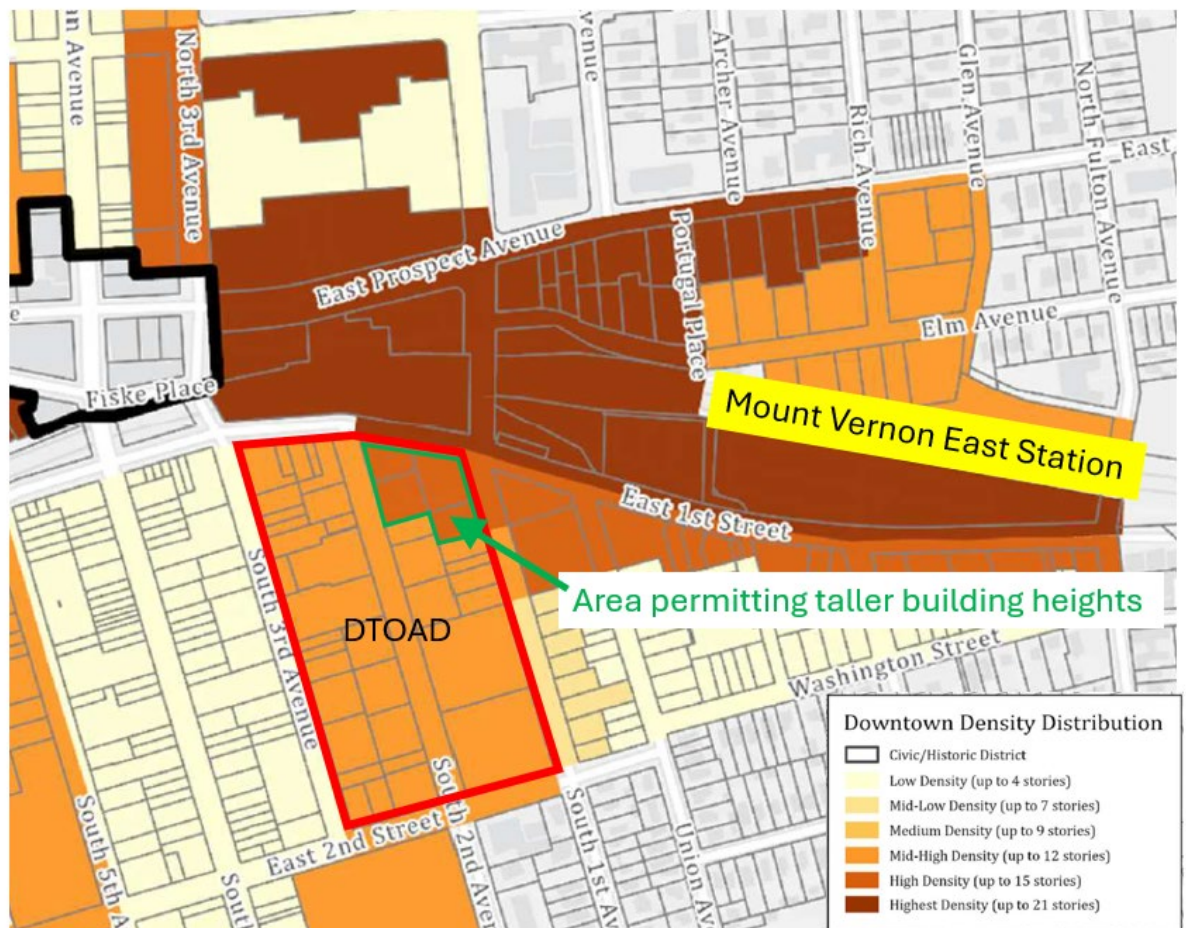 an Avenue
North 3rd Avenue
venue
Archer Avenue
Rich Avenue
Glen Avenue
North Fulton Avenue
East
East Prospect Avenue
Portugal Place
Elm Avenue
e
Fiske Place
Mount Vernon East Station
East 1st Street
Area permitting taller building heights
DTOAD
South 3rd Avenue
Washington Street
South 5th A
South
East 2nd Street
South 2nd Aven
South 1st Av
Union Av
Downtown Density Distribution
Civic/Historic District
Low Density (up to 4 stories)
Mid-Low Density (up to 7 stories)
Medium Density (up to 9 stories)
Mid-High Density (up to 12 stories)
High Density (up to 15 stories)
Highest Density (up to 21 stories)